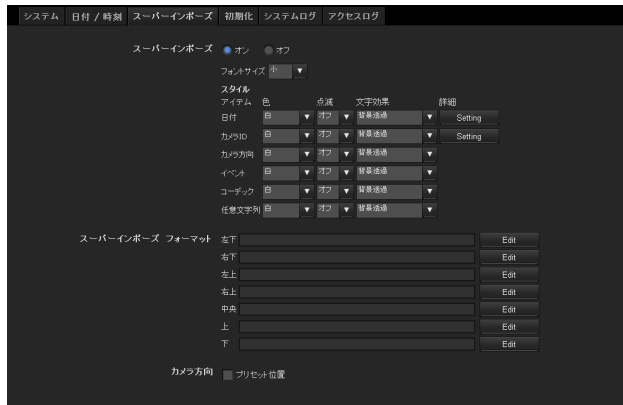 システム 日付 / 時刻 スーパーインポーズ 初期化 システムログ アクセスログ
スーパーインポーズ オン オフ
フォントサイズ 小
スタイル
アイテム 色 点滅 文字効果 詳細
日付 白 オフ 背景透過 Setting
カメラID 白 オフ 背景透過 Setting
カメラ方向 白 オフ 背景透過
イベント 白 オフ 背景透過
コーデック 白 オフ 背景透過
任意文字列 白 オフ 背景透過
スーパーインポーズ フォーマット 左下 Edit
右下 Edit
左上 Edit
右上 Edit
中央 Edit
上 Edit
下 Edit
カメラ方向 プリセット位置